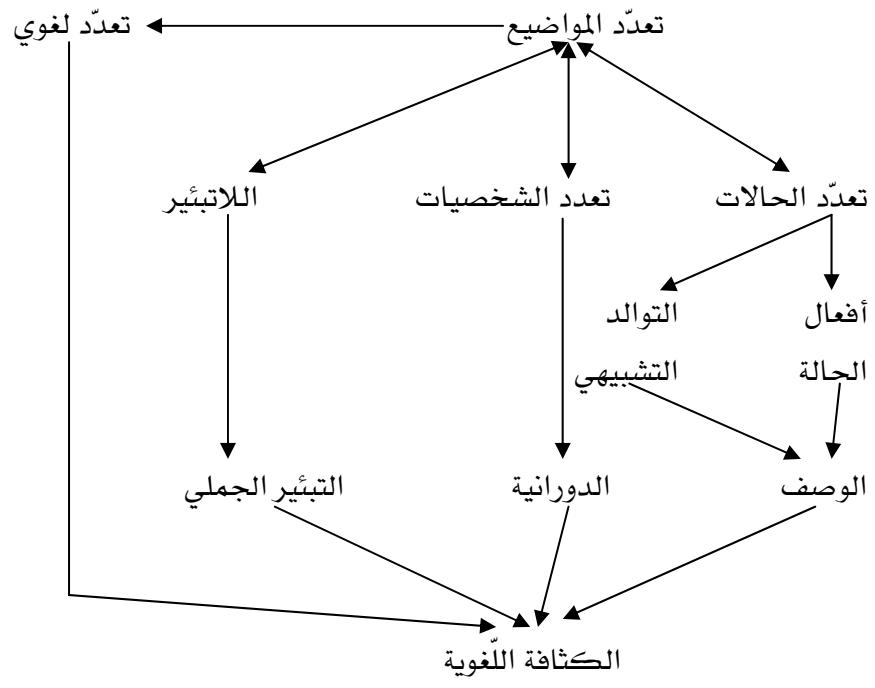 تعدّد المواضيع
تعدّد لغوي
تعدّد الحالات
تعدد الشخصيات
اللاتبئير
أفعال
الحالة
التوالد
التشبيهي
الوصف
الدورانية
التبئير الجملي
الكثافة اللّغوية